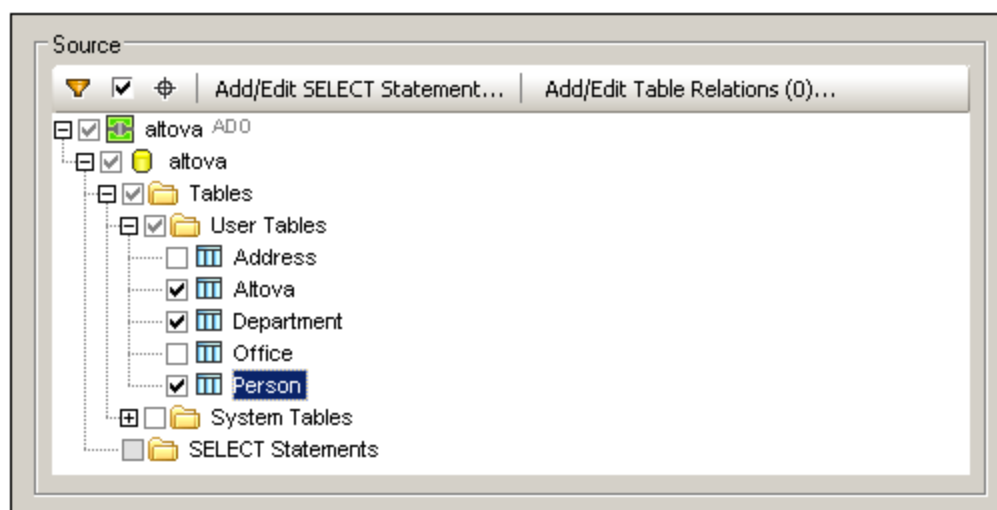 Source
Add/Edit SELECT Statement... Add/Edit Table Relations (0)...
altova ADO
altova
Tables
User Tables
Address
Altova
Department
Office
Person
System Tables
SELECT Statements